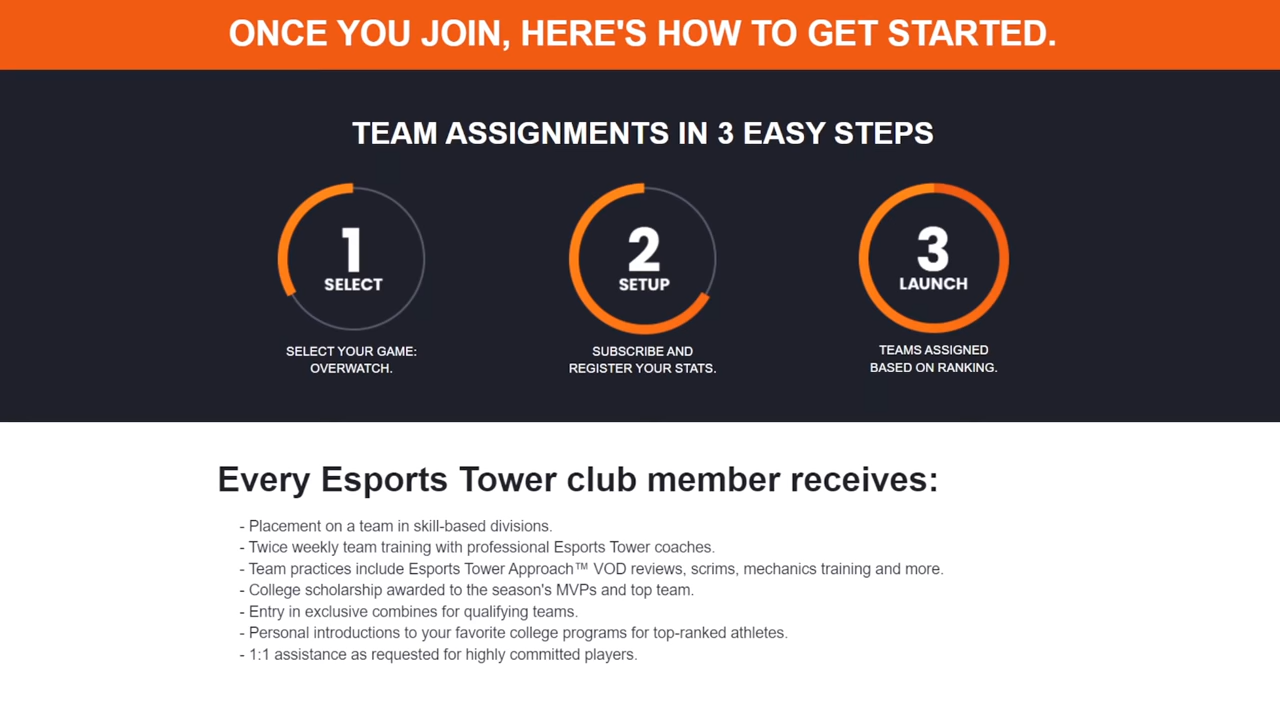 ONCE YOU JOIN, HERE'S HOW TO GET STARTED.
TEAM ASSIGNMENTS IN 3 EASY STEPS
1
SELECT
SELECT YOUR GAME:
OVERWATCH.
2
SETUP
SUBSCRIBE AND
REGISTER YOUR STATS.
3
LAUNCH
TEAMS ASSIGNED
BASED ON RANKING.
Every Esports Tower club member receives:
- Placement on a team in skill-based divisions.
- Twice weekly team training with professional Esports Tower coaches.
- Team practices include Esports Tower Approach™ VOD reviews, scrims, mechanics training and more.
- College scholarship awarded to the season's MVPs and top team.
- Entry in exclusive combines for qualifying teams.
- Personal introductions to your favorite college programs for top-ranked athletes.
- 1:1 assistance as requested for highly committed players.